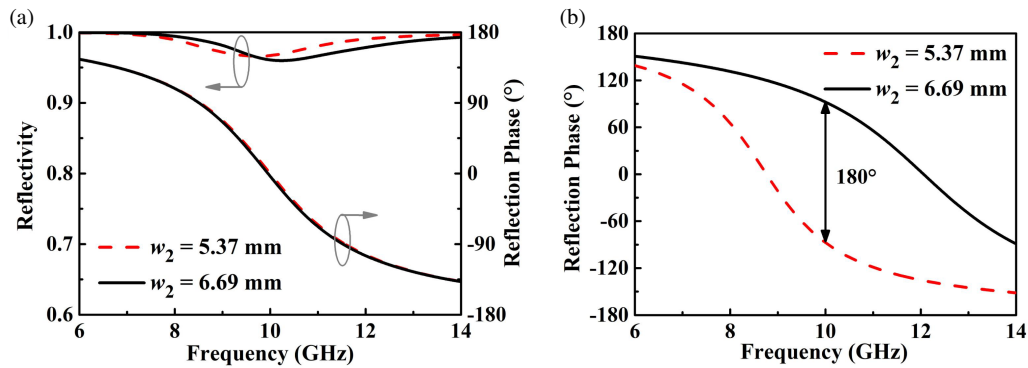 (a)
1.0
0.9
0.8
0.7
0.6
Reflectivity
180
90
0
-90
-180
Reflection Phase (°)
w2 = 5.37 mm
w2 = 6.69 mm
6
8
10
12
14
Frequency (GHz)
(b)
180
120
60
0
-60
-120
-180
Reflection Phase (°)
w2 = 5.37 mm
w2 = 6.69 mm
180°
6
8
10
12
14
Frequency (GHz)